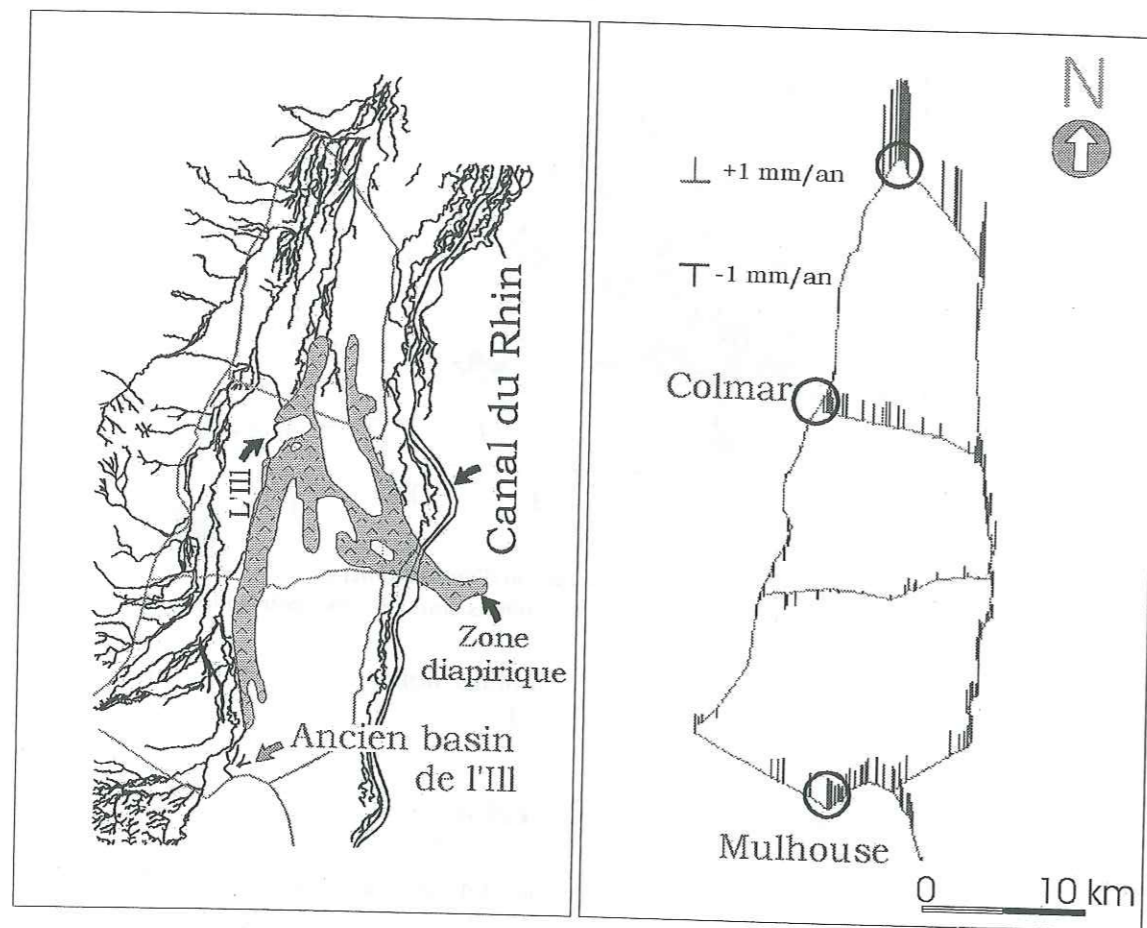 L'Ill
Canal du Rhin
Zone
diapirique
Ancien basin
de l'Ill
N
+1 mm/an
-1 mm/an
Colmar
Mulhouse
0 10 km